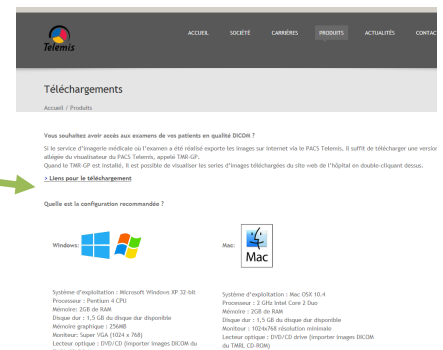 Telemis
ACCUEIL SOCIÉTÉ CARRIÈRES PRODUITS ACTUALITÉS CONTACT
Téléchargements
Accueil / Produits
Vous souhaitez avoir accès aux examens de vos patients en qualité DICOM ?
Si le service d'imagerie médicale où l'examen a été réalisé exporte les images sur Internet via le PACS Telemis, il suffit de télécharger une version
allégée du visualisateur du PACS Telemis, appelé TMR-GP.
Quand le TMR GP est installé, il est possible de visualiser les series d'images téléchargées du site web de l'hôpital en double-cliquant dessus.
> Liens pour le téléchargement
Quelle est la configuration recommandée ?
Windows:
Mac:
Mac
Système d'exploitation : Microsoft Windows XP 32-bit
Processeur : Pentium 4 CPU
Mémoire: 2GB de RAM
Disque dur : 1,5 GB du disque dur disponible
Mémoire graphique : 256MB
Moniteur: Super VGA (1024 x 768)
Lecteur optique : DVD/CD (importer images DICOM du
Système d'exploitation : Mac OSX 10.4
Processeur : 2 GHz Intel Core 2 Duo
Mémoire : 2GB de RAM
Disque dur : 1,5 GB du disque dur disponible
Moniteur : 1024x768 résolution minimale
Lecteur optique : DVD/CD drive (importer images DICOM
du TMRL CD-ROM)